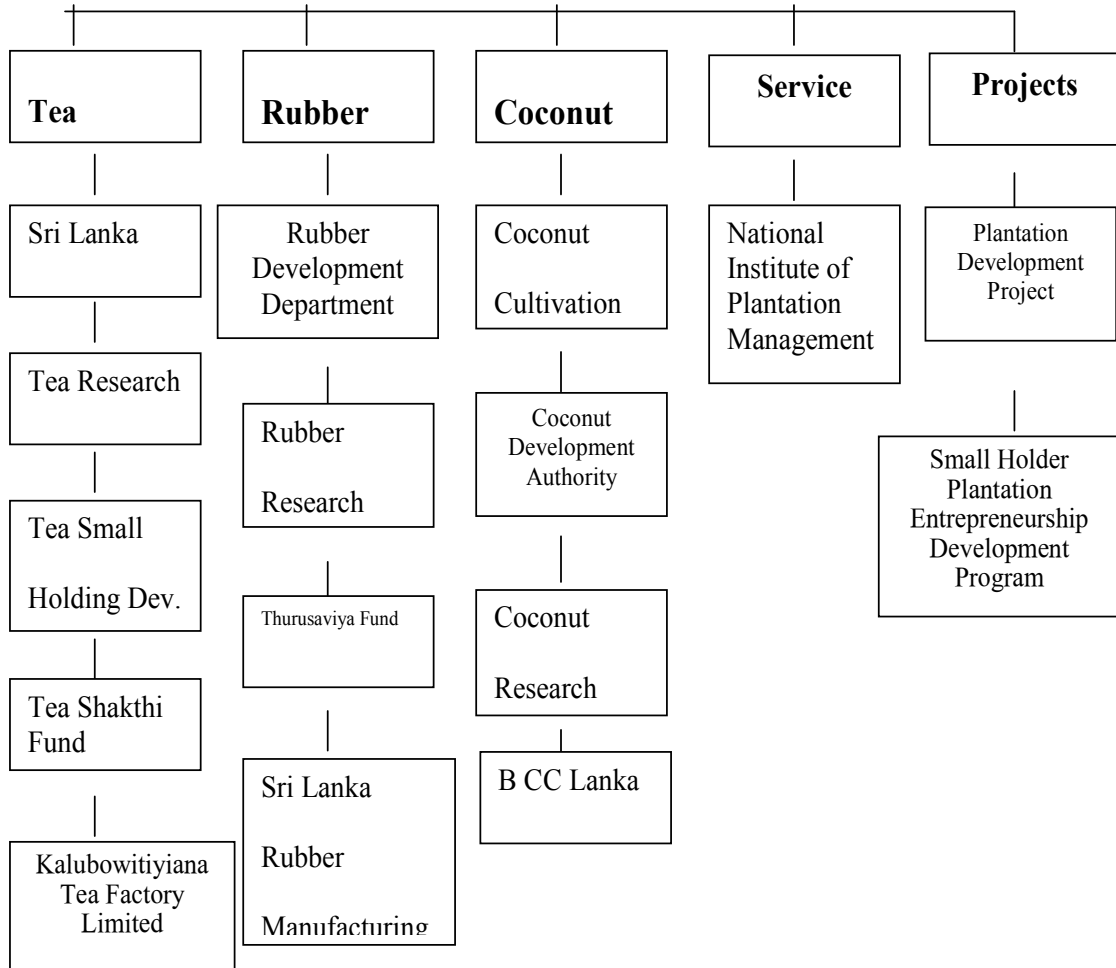 Tea
Sri Lanka
Tea Research
Tea Small
Holding Dev.
Tea Shakthi
Fund
Kalubowitiyiana
Tea Factory
Limited
Rubber
Rubber
Development
Department
Rubber
Research
Thurusaviya Fund
Sri Lanka
Rubber
Manufacturing
Coconut
Coconut
Cultivation
Coconut
Development
Authority
Coconut
Research
B CC Lanka
Service
National
Institute of
Plantation
Management
Projects
Plantation
Development
Project
Small Holder
Plantation
Entrepreneurship
Development
Program